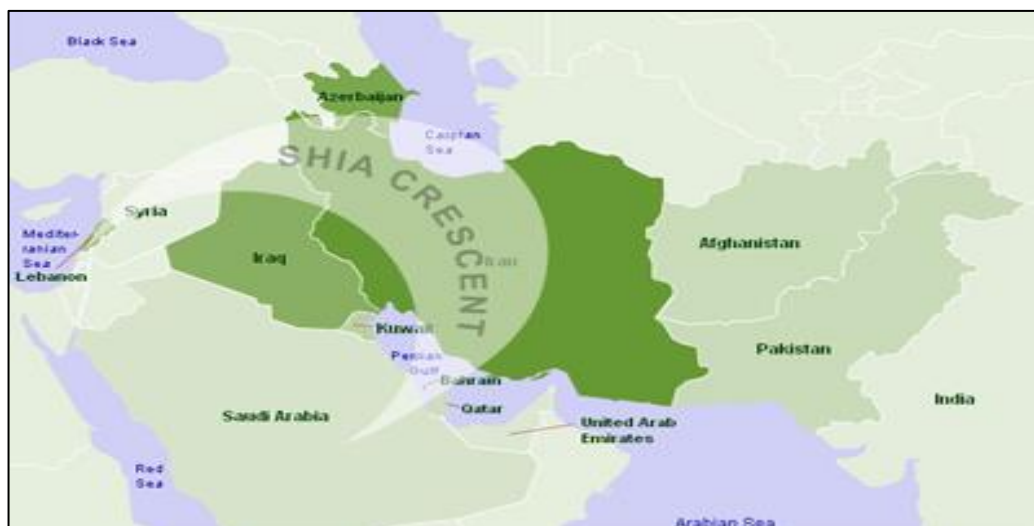 Black Sea
Azerbaijan
Caspian
Sea
SHIA CRESCENT
Syria
Mediter-
ranian
Sea
Lebanon
Iraq
Iran
Afghanistan
Kuwait
Pakistan
Persian
Gulf
Bahrain
Qatar
India
Saudi Arabia
United Arab
Emirates
Red
Sea
Arabian Sea